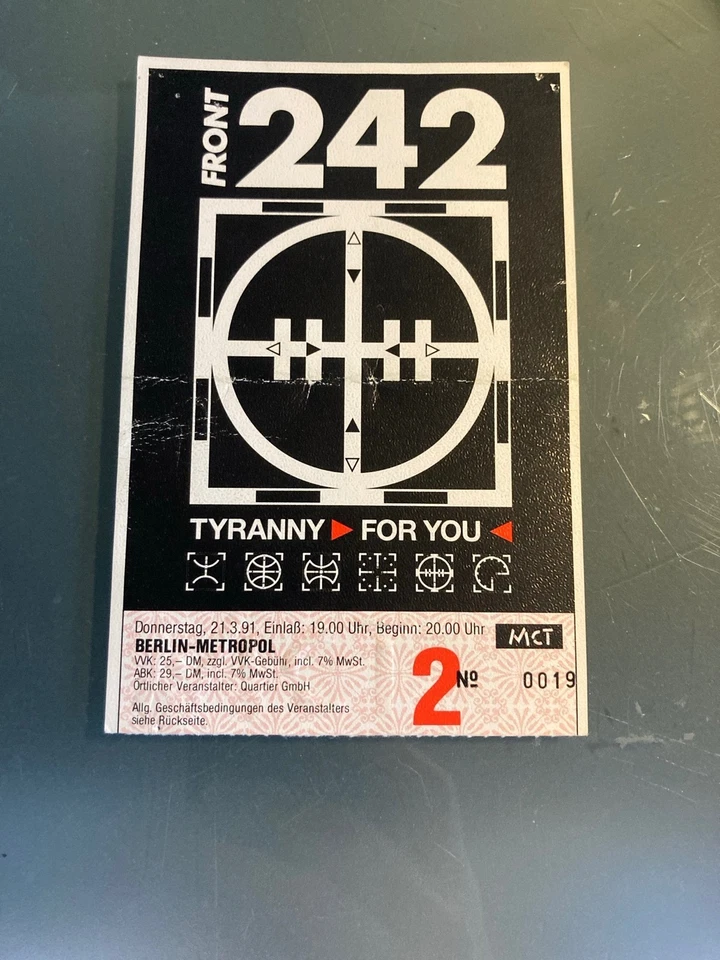 FRONT 242
TYRANNY ▶ FOR YOU ◀
Donnerstag, 21.3.91, Einlaß: 19.00 Uhr, Beginn: 20.00 Uhr
MCT
BERLIN-METROPOL
VVK: 25,– DM, zzgl. VVK-Gebühr, incl. 7% MwSt.
ABK: 29,– DM, incl. 7% MwSt.
Örtlicher Veranstalter: Quartier GmbH
2 Nº 0019
Allg. Geschäftsbedingungen des Veranstalters
siehe Rückseite.